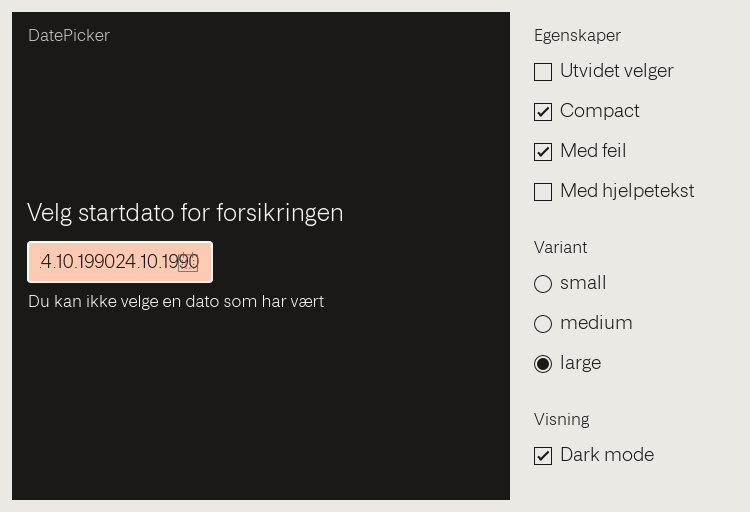 DatePicker
Velg startdato for forsikringen
4.10.199024.10.1990
Du kan ikke velge en dato som har vært
Egenskaper
Utvidet velger
Compact
Med feil
Med hjelpetekst
Variant
small
medium
large
Visning
Dark mode